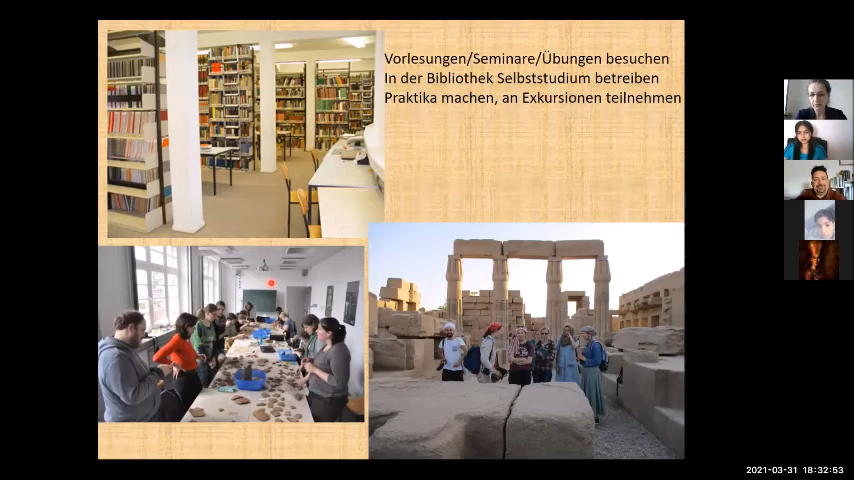 Vorlesungen/Seminare/Übungen besuchen
In der Bibliothek Selbststudium betreiben
Praktika machen, an Exkursionen teilnehmen
2021-03-31 18:32:53